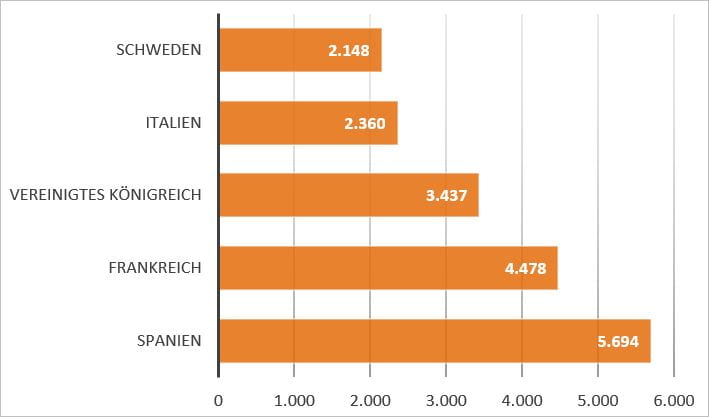 SCHWEDEN 2.148
ITALIEN 2.360
VEREINIGTES KÖNIGREICH 3.437
FRANKREICH 4.478
SPANIEN 5.694
0 1.000 2.000 3.000 4.000 5.000 6.000